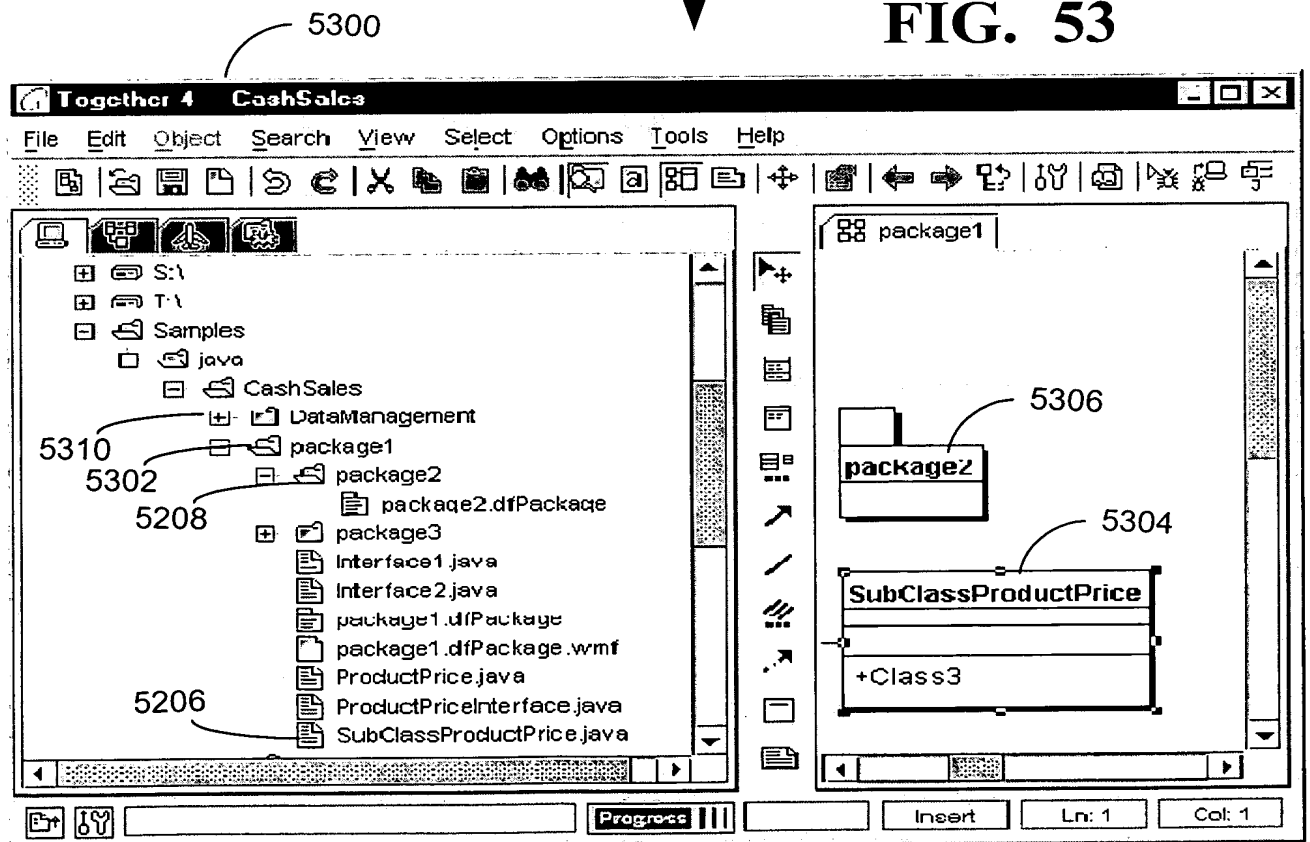 5300
FIG. 53
Together 4 CashSales
File Edit Object Search View Select Options Tools Help
package1
S:\
T:\
Samples
java
CashSales
5310
DataManagement
5302
package1
5208
package2
package2.dfPackage
package3
Interface1.java
Interface2.java
package1.dfPackage
package1.dfPackage.wmf
ProductPrice.java
ProductPriceInterface.java
5206
SubClassProductPrice.java
5306
package2
5304
SubClassProductPrice
+Class3
Progress
Insert
Ln: 1
Col: 1